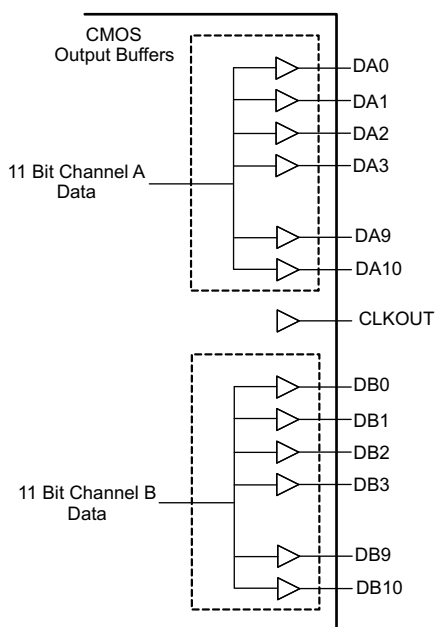 CMOS
Output Buffers
DA0
DA1
DA2
DA3
11 Bit Channel A
Data
DA9
DA10
CLKOUT
DB0
DB1
DB2
DB3
11 Bit Channel B
Data
DB9
DB10